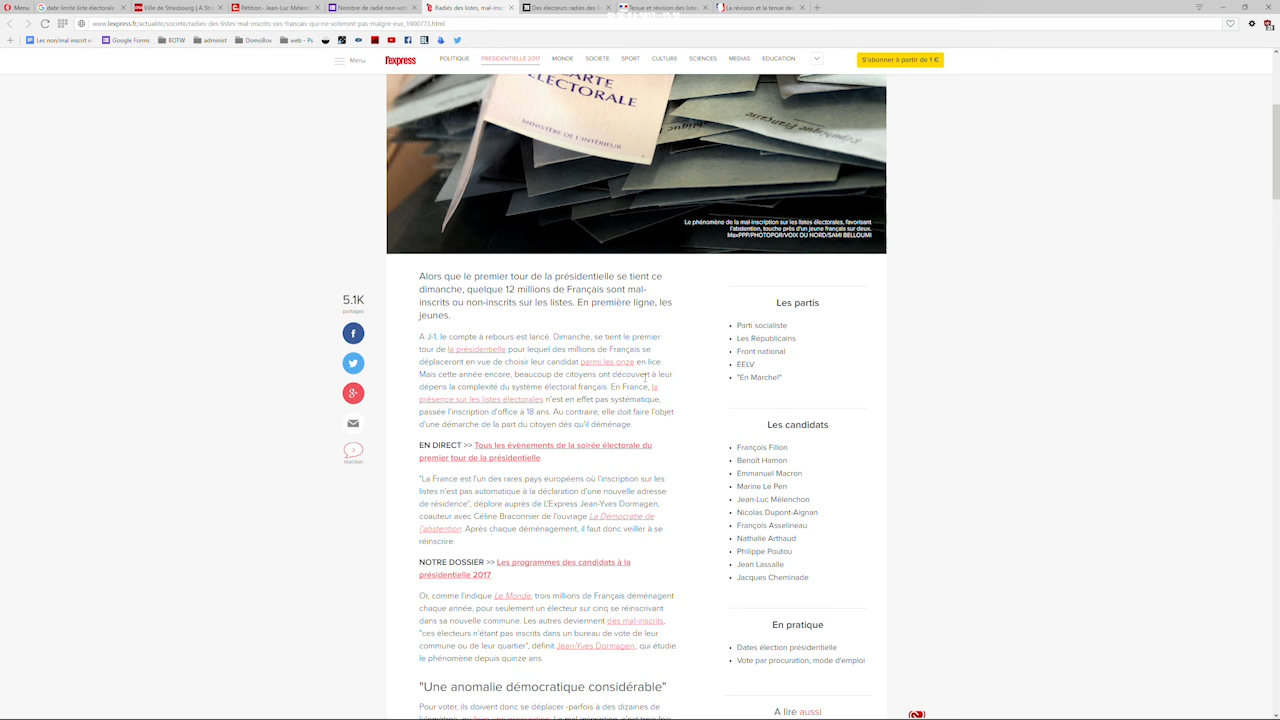 Menu
date limite liste électorale
Ville de Strasbourg | A Str
Pétition - Jean-Luc Mélenc
Nombre de radié non-vot
Radiés des listes, mal-insc
Des électeurs radiés des li
Tenue et révision des listes
La révision et la tenue des
www.lexpress.fr/actualite/societe/radies-des-listes-mal-inscrits-ces-francais-qui-ne-voteront-pas-malgre-eux_1900773.html
Les non/mal inscrit e
Google Forms
BOTW
administ
DomoBox
web - Ps
Menu
l'express
POLITIQUE
PRESIDENTIELLE 2017
MONDE
SOCIETE
SPORT
CULTURE
SCIENCES
MEDIAS
EDUCATION
S'abonner à partir de 1 €
CARTE
ELECTORALE
MINISTÈRE DE L'INTÉRIEUR
République Française
Le phénomène de la mal-inscription sur les listes électorales, favorisant
l'abstention, touche près d'un jeune français sur deux.
MaxPPP/PHOTOPQR/VOIX DU NORD/SAMI BELLOUMI
5.1K
partages
3
réaction
Alors que le premier tour de la présidentielle se tient ce
dimanche, quelque 12 millions de Français sont mal-
inscrits ou non-inscrits sur les listes. En première ligne, les
jeunes.
A J-1, le compte à rebours est lancé. Dimanche, se tient le premier
tour de la présidentielle pour lequel des millions de Français se
déplaceront en vue de choisir leur candidat parmi les onze en lice.
Mais cette année encore, beaucoup de citoyens ont découvert à leur
dépens la complexité du système électoral français. En France, la
présence sur les listes électorales n'est en effet pas systématique,
passée l'inscription d'office à 18 ans. Au contraire, elle doit faire l'objet
d'une démarche de la part du citoyen dès qu'il déménage.
EN DIRECT >> Tous les évènements de la soirée électorale du
premier tour de la présidentielle
"La France est l'un des rares pays européens où l'inscription sur les
listes n'est pas automatique à la déclaration d'une nouvelle adresse
de résidence", déplore auprès de L'Express Jean-Yves Dormagen,
coauteur avec Céline Braconnier de l'ouvrage La Démocratie de
l'abstention. Après chaque déménagement, il faut donc veiller à se
réinscrire.
NOTRE DOSSIER >> Les programmes des candidats à la
présidentielle 2017
Or, comme l'indique Le Monde, trois millions de Français déménagent
chaque année, pour seulement un électeur sur cinq se réinscrivant
dans sa nouvelle commune. Les autres deviennent des mal-inscrits,
"ces électeurs n'étant pas inscrits dans un bureau de vote de leur
commune ou de leur quartier", définit Jean-Yves Dormagen , qui étudie
le phénomène depuis quinze ans.
"Une anomalie démocratique considérable"
Pour voter, ils doivent donc se déplacer -parfois à des dizaines de
Les partis
Parti socialiste
Les Républicains
Front national
EELV
"En Marche!"
Les candidats
François Fillon
Benoît Hamon
Emmanuel Macron
Marine Le Pen
Jean-Luc Mélenchon
Nicolas Dupont-Aignan
François Asselineau
Nathalie Arthaud
Philippe Poutou
Jean Lassalle
Jacques Cheminade
En pratique
Dates élection présidentielle
Vote par procuration, mode d'emploi
A lire aussi